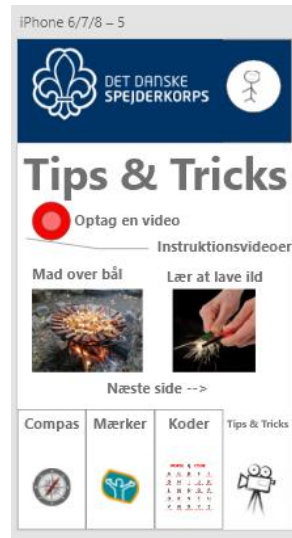 iPhone 6/7/8 – 5
DET DANSKE
SPEJDERKORPS
Tips & Tricks
Optag en video
Instruktionsvideoer
Mad over bål
Lær at lave ild
Næste side -->
Compas
Mærker
Koder
Tips & Tricks